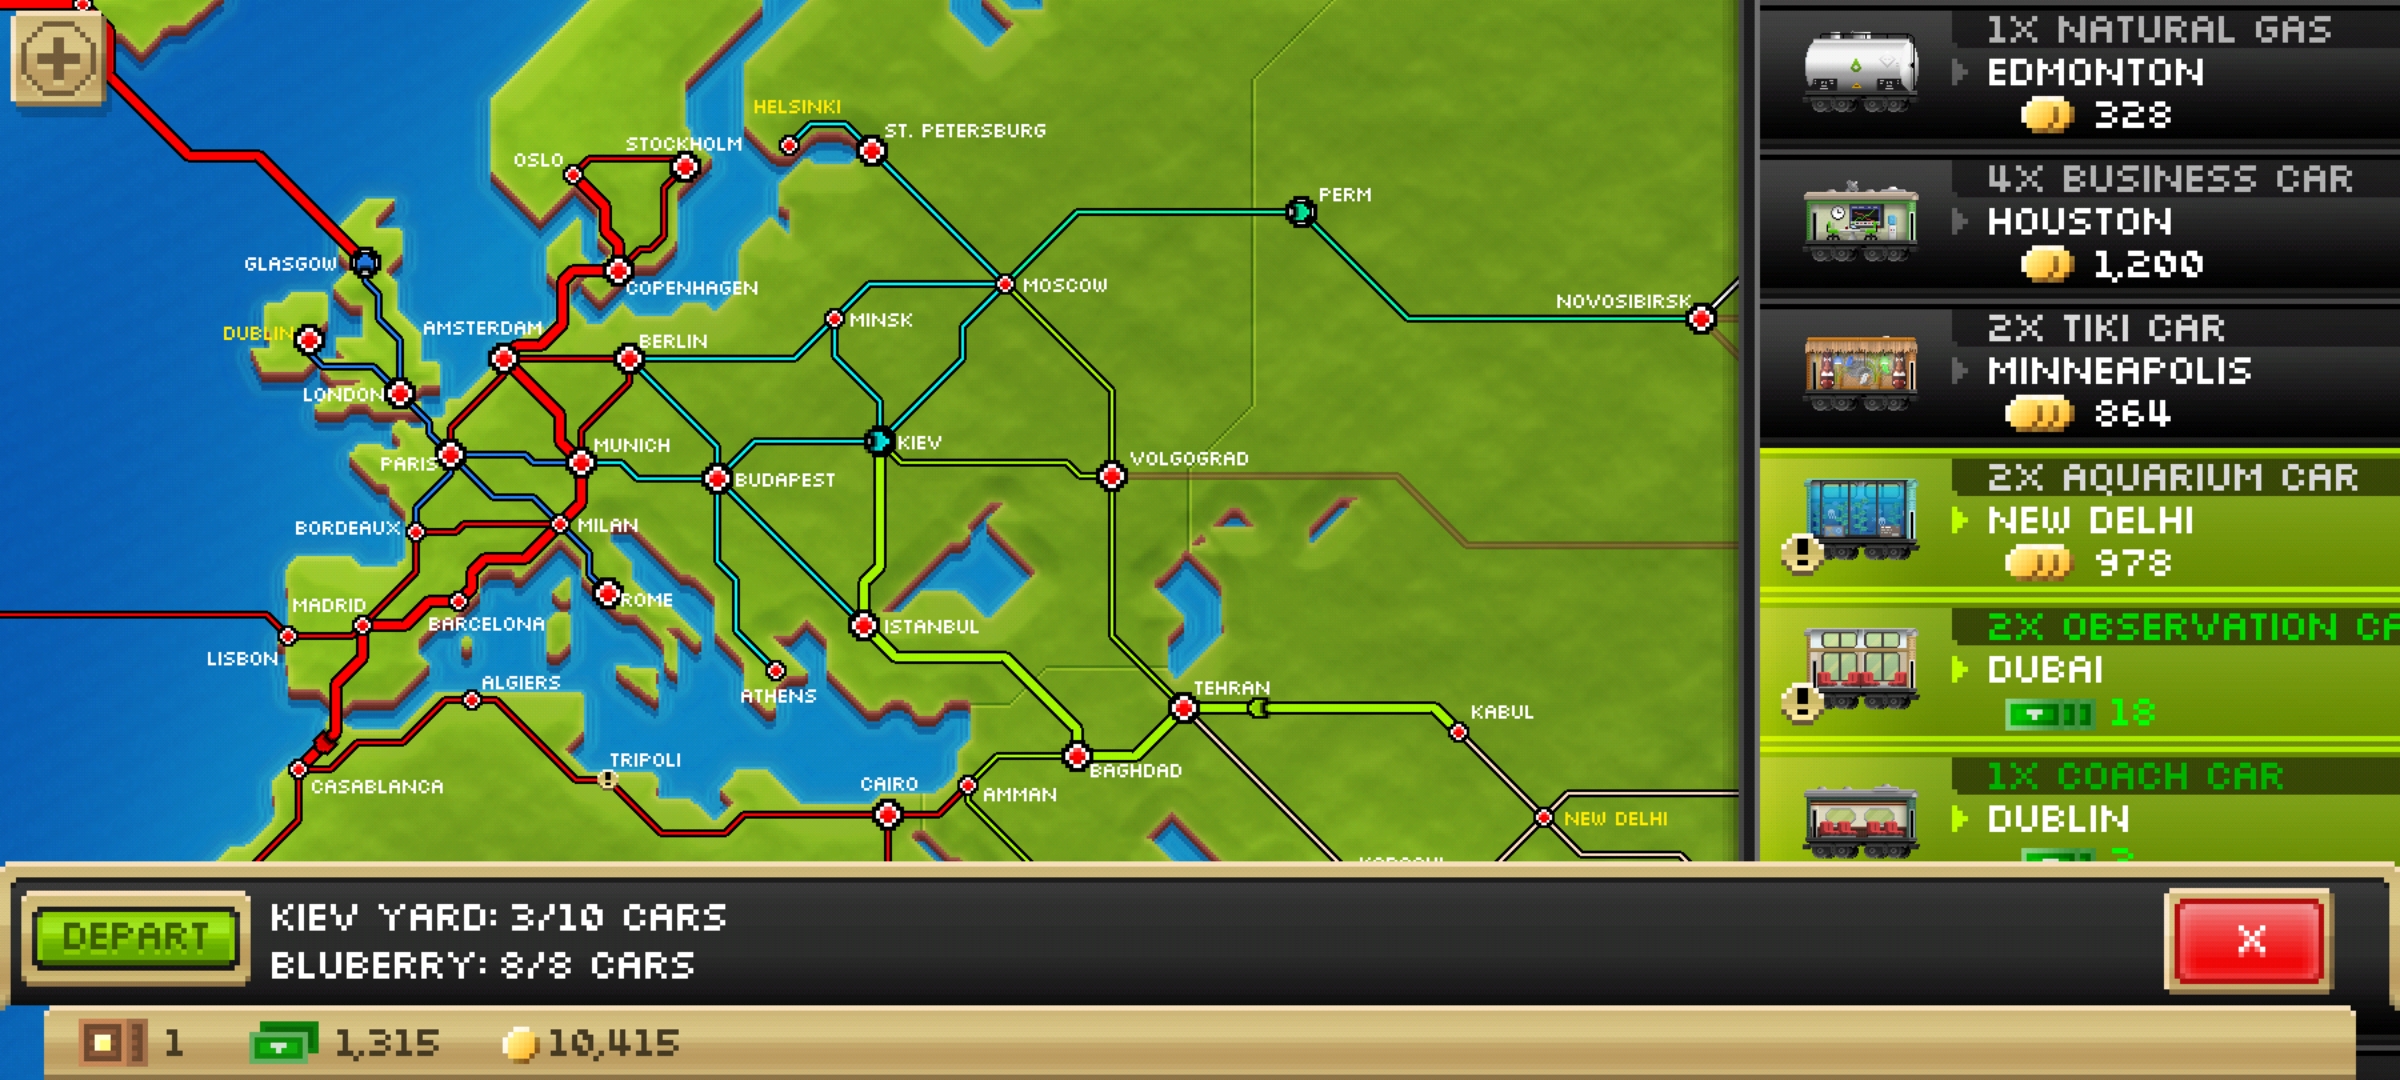 HELSINKI
ST. PETERSBURG
STOCKHOLM
OSLO
PERM
GLASGOW
COPENHAGEN
MOSCOW
NOVOSIBIRSK
DUBLIN
AMSTERDAM
BERLIN
MINSK
LONDON
MUNICH
KIEV
PARIS
BUDAPEST
VOLGOGRAD
BORDEAUX
MILAN
MADRID
ROME
BARCELONA
ISTANBUL
LISBON
ALGIERS
ATHENS
TEHRAN
KABUL
TRIPOLI
BAGHDAD
CASABLANCA
CAIRO
AMMAN
NEW DELHI
1X NATURAL GAS
EDMONTON
328
4X BUSINESS CAR
HOUSTON
1,200
2X TIKI CAR
MINNEAPOLIS
864
2X AQUARIUM CAR
NEW DELHI
978
2X OBSERVATION CA
DUBAI
18
1X COACH CAR
DUBLIN
DEPART
KIEV YARD: 3/10 CARS
BLUBERRY: 8/8 CARS
X
1
1,315
10,415